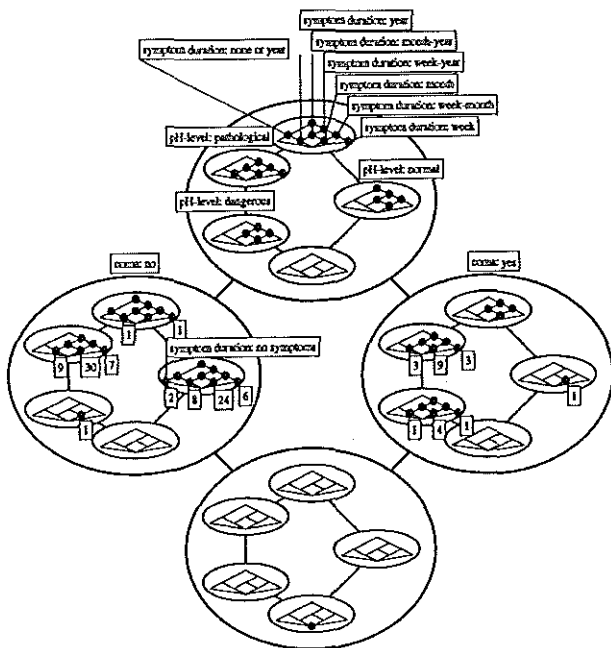 symptom duration: year
symptom duration: month-year
symptom duration: none or year
symptom duration: week-year
symptom duration: month
symptom duration: week-month
symptom duration: week
pH-level: pathological
pH-level: normal
pH-level: dangerous
coma: no
coma: yes
1
1
symptom duration: no symptoms
9
30
7
3
9
3
2
8
24
6
1
1
1
4
1